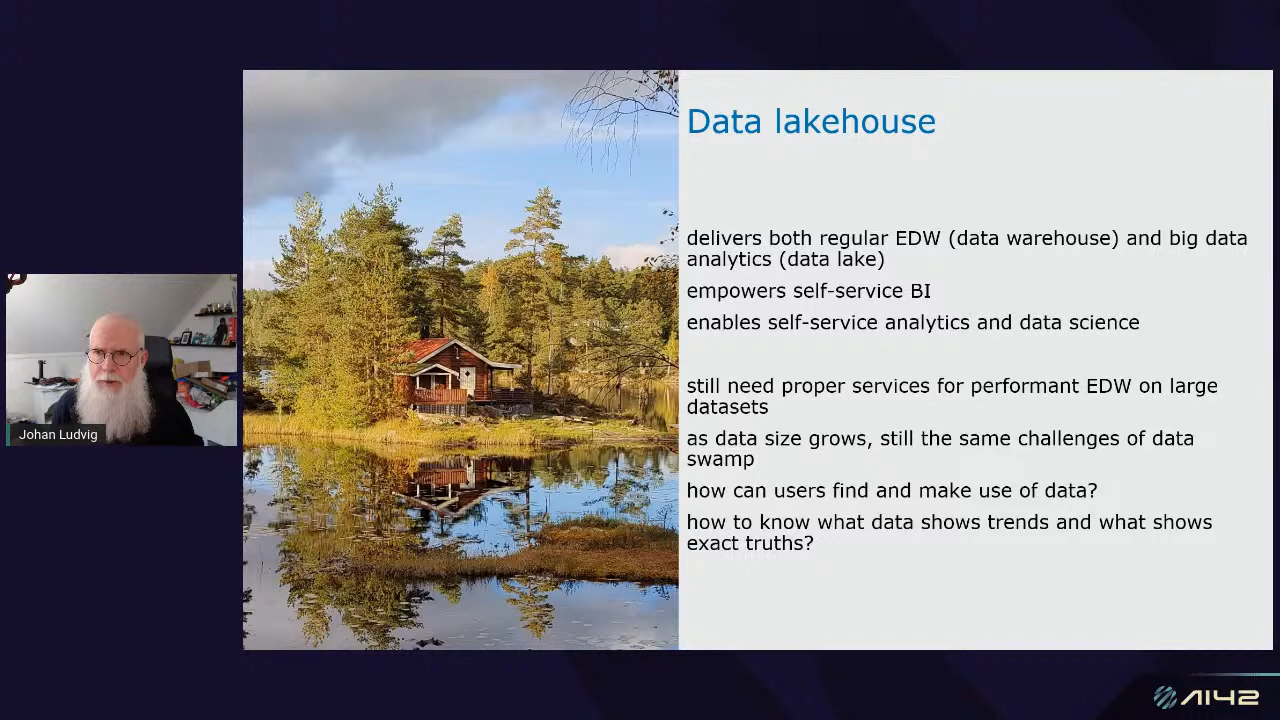 Data lakehouse
delivers both regular EDW (data warehouse) and big data
analytics (data lake)
empowers self-service BI
enables self-service analytics and data science
still need proper services for performant EDW on large
datasets
as data size grows, still the same challenges of data
swamp
how can users find and make use of data?
how to know what data shows trends and what shows
exact truths?
Johan Ludvig
AI42